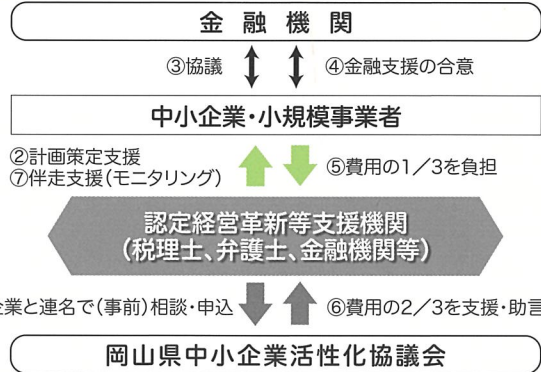 金融機関
③協議
④金融支援の合意
中小企業・小規模事業者
②計画策定支援
⑦伴走支援(モニタリング)
⑤費用の1/3を負担
認定経営革新等支援機関
(税理士、弁護士、金融機関等)
企業と連名で(事前)相談・申込
⑥費用の2/3を支援・助言
岡山県中小企業活性化協議会